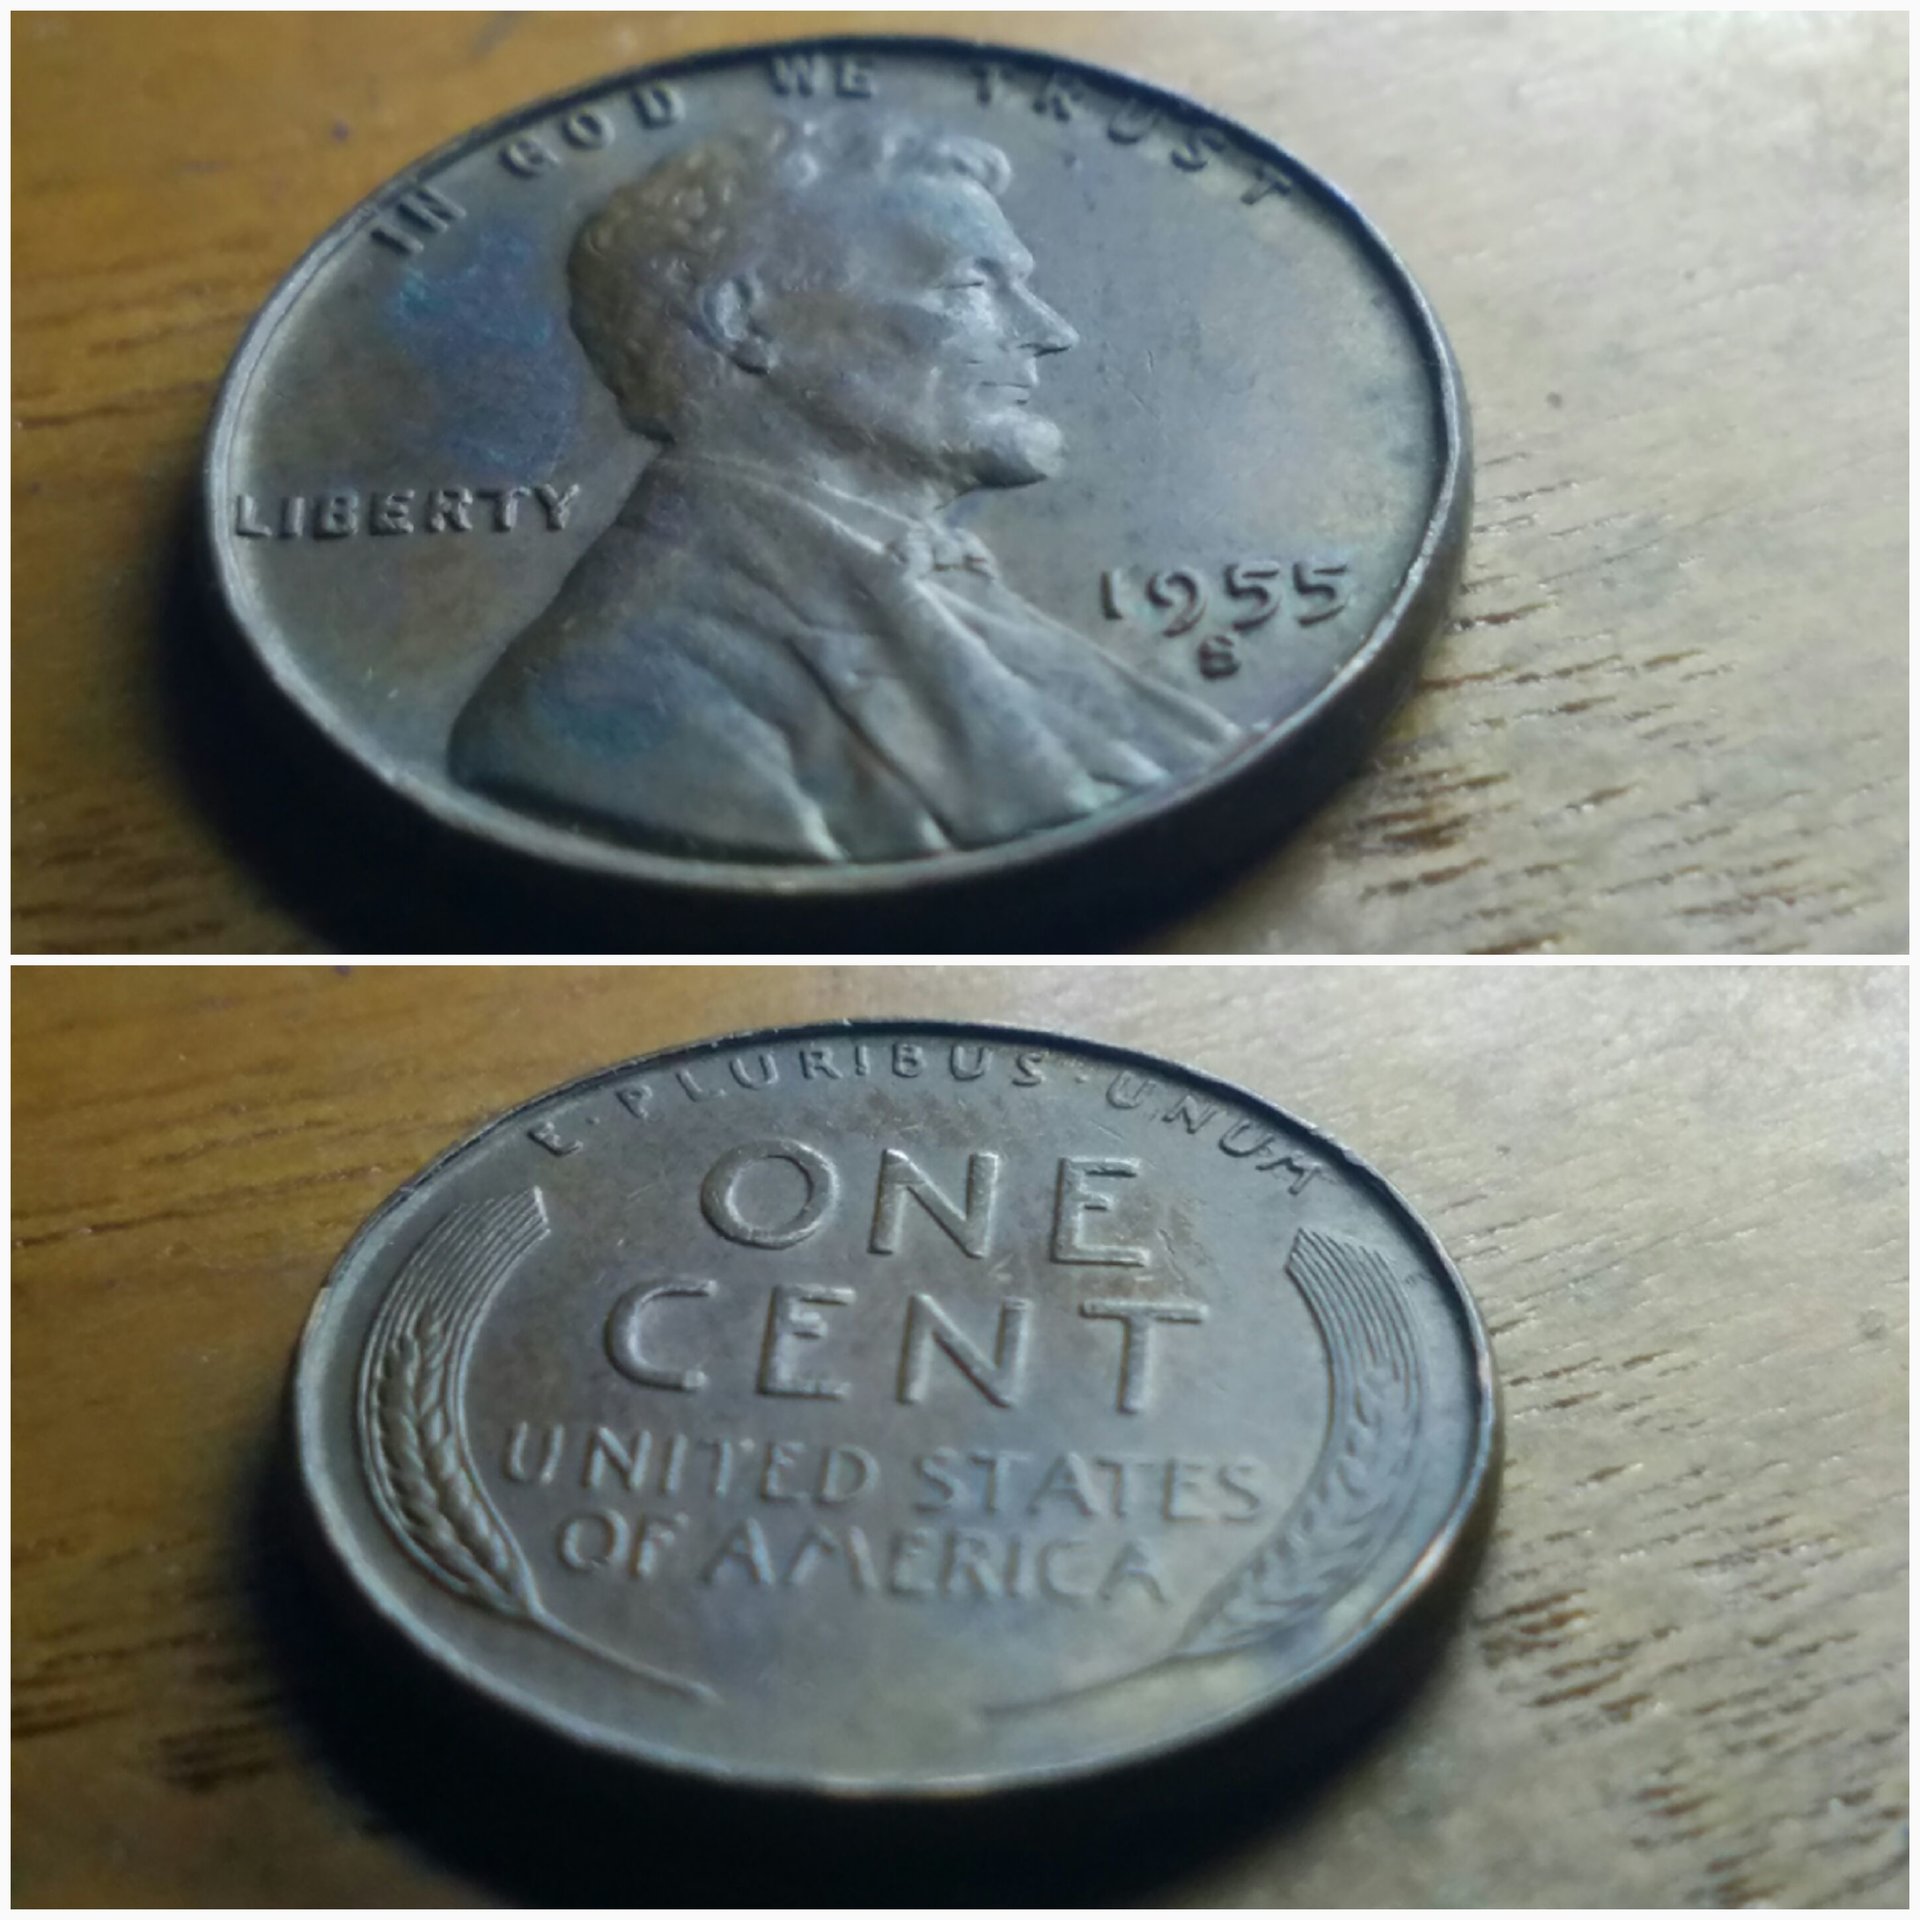 IN GOD WE TRUST
LIBERTY
1955
S
E·PLURIBUS·UNUM
ONE
CENT
UNITED STATES
OF AMERICA